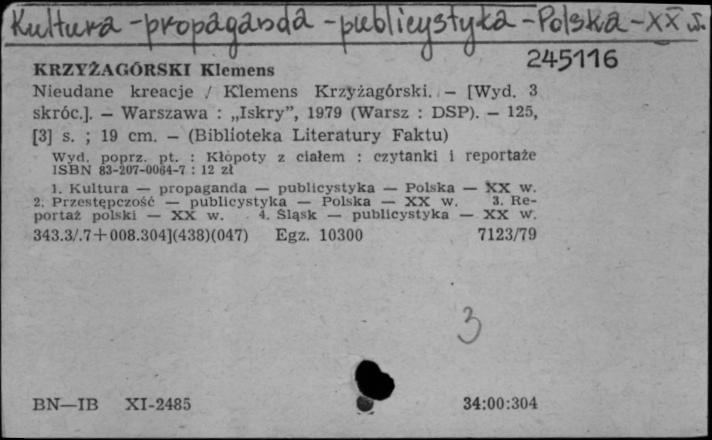 Kultura - propaganda - publicystyka - Polska - XX w.
245116
KRZYŻAGÓRSKI Klemens
Nieudane kreacje / Klemens Krzyżagórski. – [Wyd. 3
skróc.]. – Warszawa : „Iskry”, 1979 (Warsz : DSP). – 125,
[3] s. ; 19 cm. – (Biblioteka Literatury Faktu)
Wyd. poprz. pt. : Kłopoty z ciałem : czytanki i reportaże
ISBN 83-207-0064-7 : 12 zł
1. Kultura — propaganda — publicystyka — Polska — XX w.
2. Przestępczość — publicystyka — Polska — XX w. 3. Re-
portaż polski — XX w. 4. Śląsk — publicystyka — XX w.
343.3/.7+008.304](438)(047) Egz. 10300 7123/79
3
BN—IB XI-2485 34:00:304